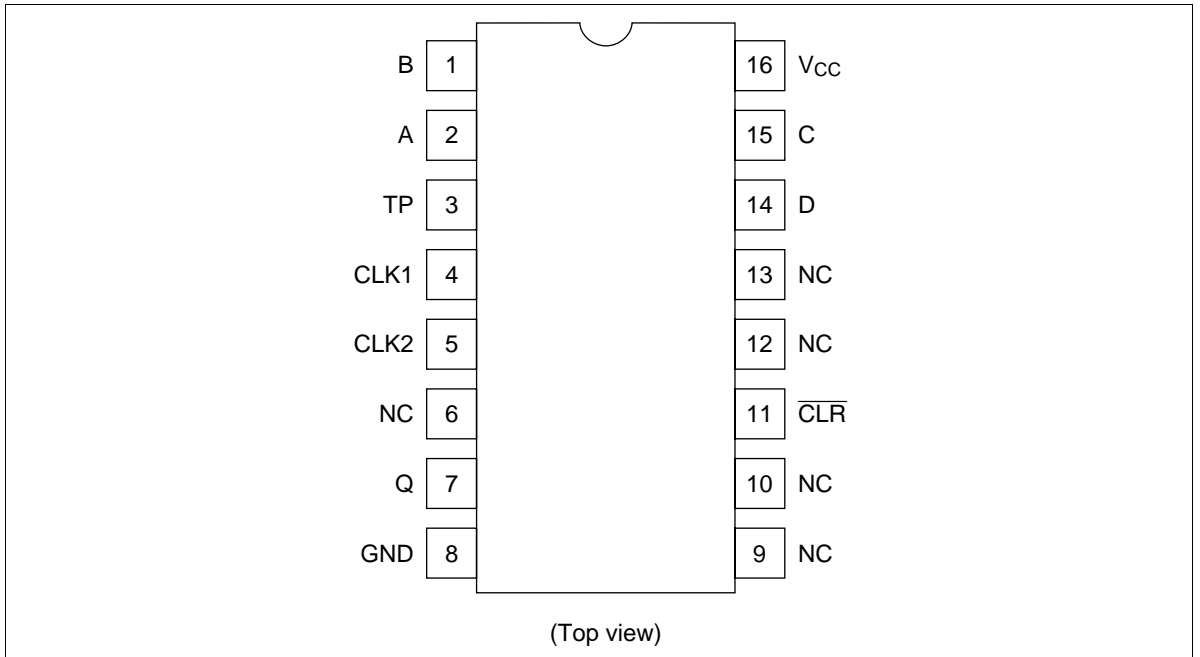 B 1 16 VCC
A 2 15 C
TP 3 14 D
CLK1 4 13 NC
CLK2 5 12 NC
NC 6 11 C̅L̅R̅
Q 7 10 NC
GND 8 9 NC
(Top view)